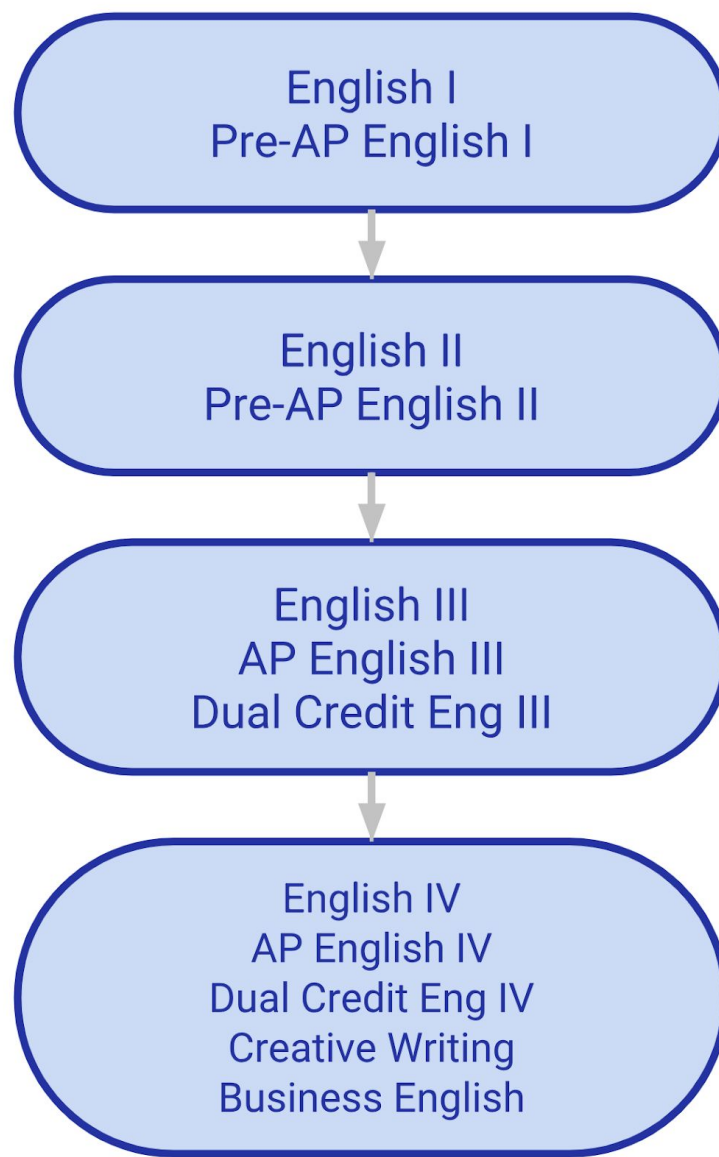 English I
Pre-AP English I
English II
Pre-AP English II
English III
AP English III
Dual Credit Eng III
English IV
AP English IV
Dual Credit Eng IV
Creative Writing
Business English